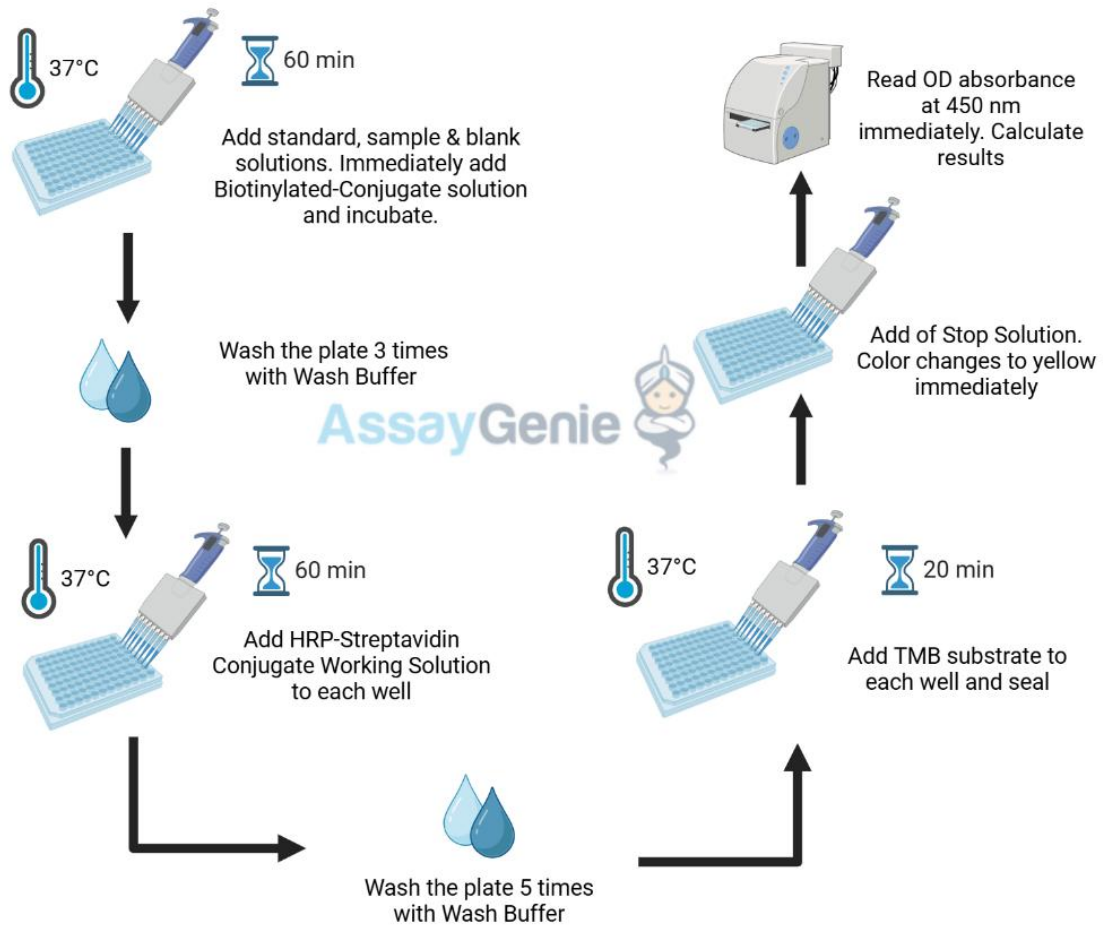 37°C
60 min
Add standard, sample & blank
solutions. Immediately add
Biotinylated-Conjugate solution
and incubate.
Wash the plate 3 times
with Wash Buffer
37°C
60 min
Add HRP-Streptavidin
Conjugate Working Solution
to each well
Wash the plate 5 times
with Wash Buffer
37°C
20 min
Add TMB substrate to
each well and seal
Add of Stop Solution.
Color changes to yellow
immediately
Read OD absorbance
at 450 nm
immediately. Calculate
results
AssayGenie